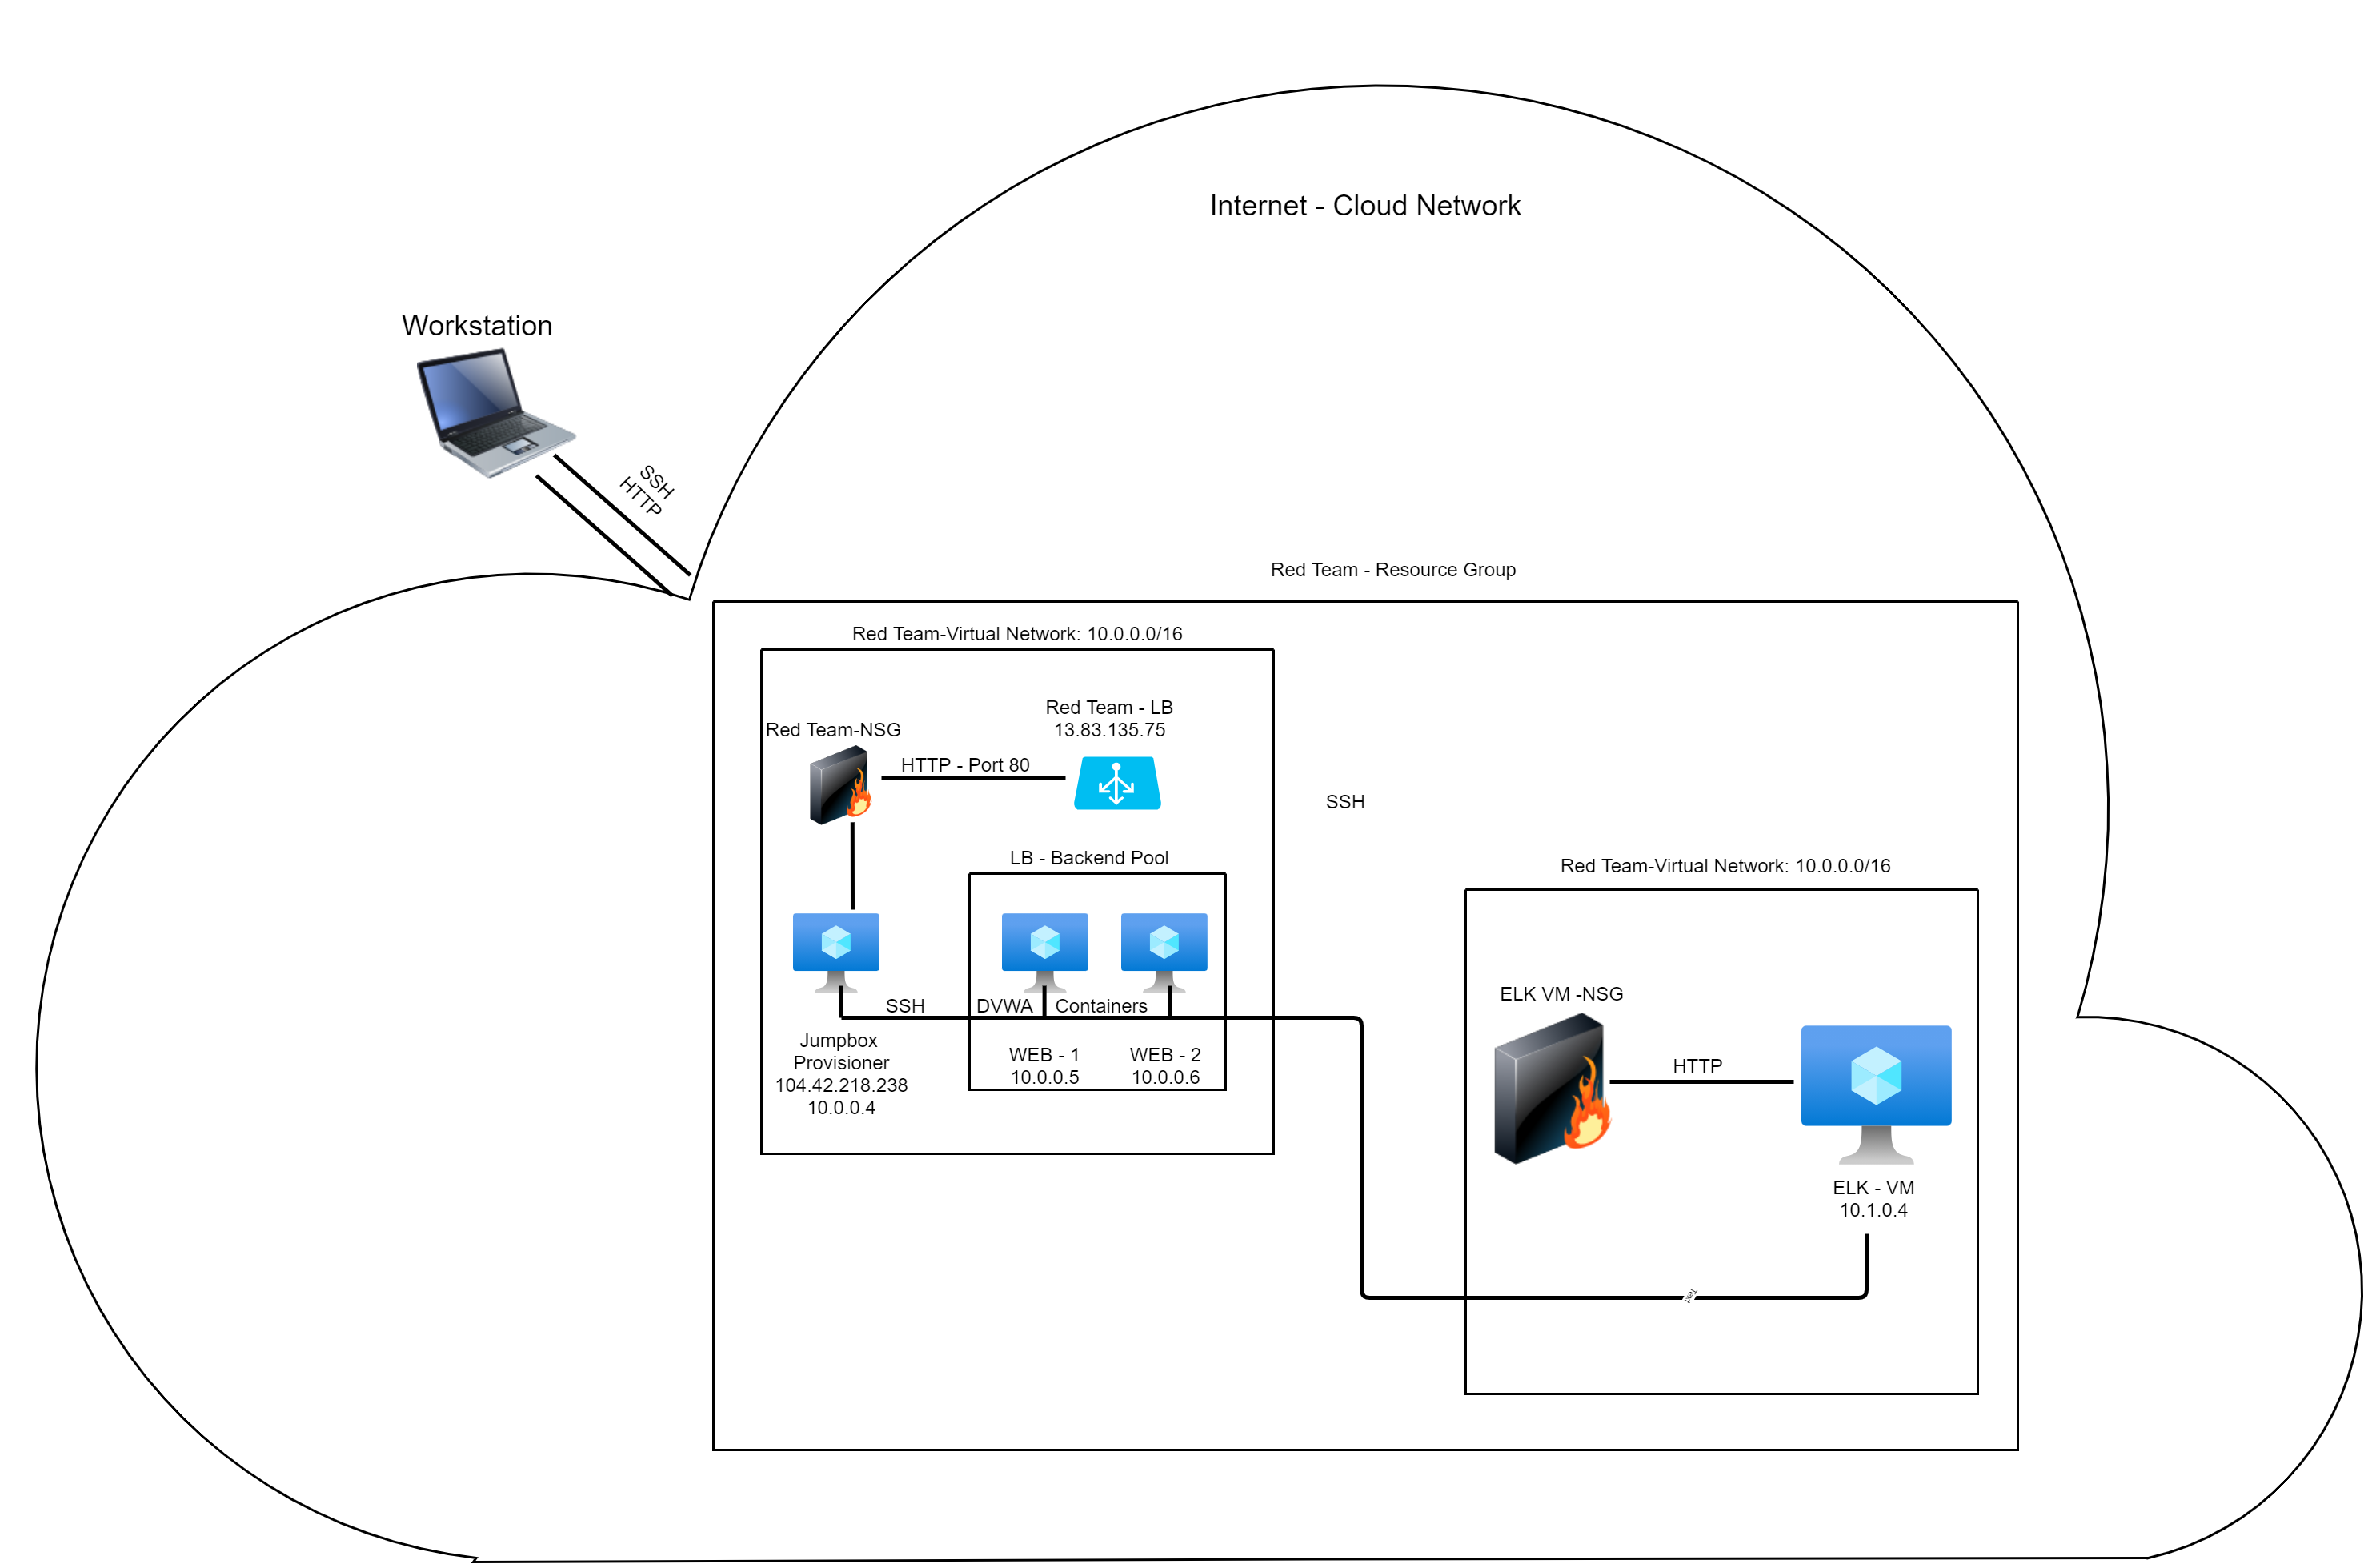 Internet - Cloud Network
Workstation
SSH
HTTP
Red Team - Resource Group
Red Team-Virtual Network: 10.0.0.0/16
Red Team - LB
13.83.135.75
Red Team-NSG
HTTP - Port 80
SSH
LB - Backend Pool
Red Team-Virtual Network: 10.0.0.0/16
ELK VM -NSG
SSH
DVWA
Containers
Jumpbox
Provisioner
104.42.218.238
10.0.0.4
WEB - 1
10.0.0.5
WEB - 2
10.0.0.6
HTTP
ELK - VM
10.1.0.4
Text